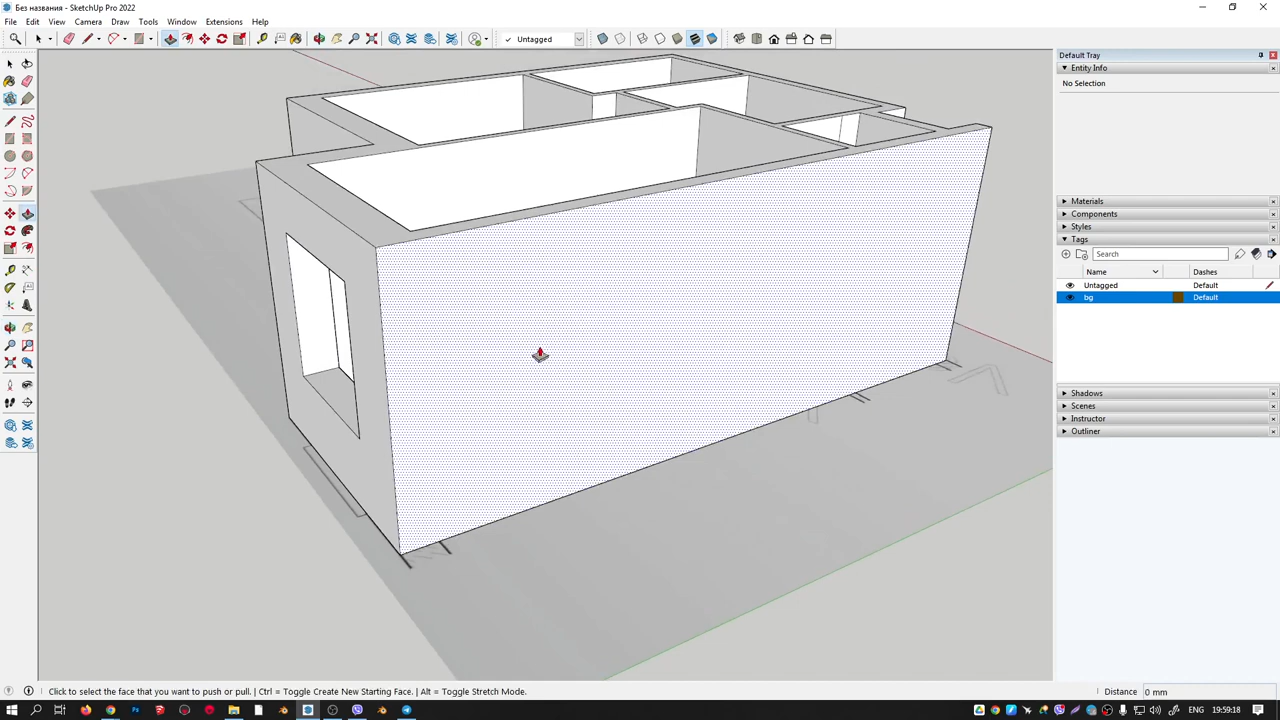 Без названия - SketchUp Pro 2022
File Edit View Camera Draw Tools Window Extensions Help
Untagged
Default Tray
Entity Info
No Selection
Materials
Components
Styles
Tags
Search
Name Dashes
Untagged Default
bg Default
Shadows
Scenes
Instructor
Outliner
Click to select the face that you want to push or pull. | Ctrl = Toggle Create New Starting Face. | Alt = Toggle Stretch Mode.
Distance 0 mm
ENG 19:59:18